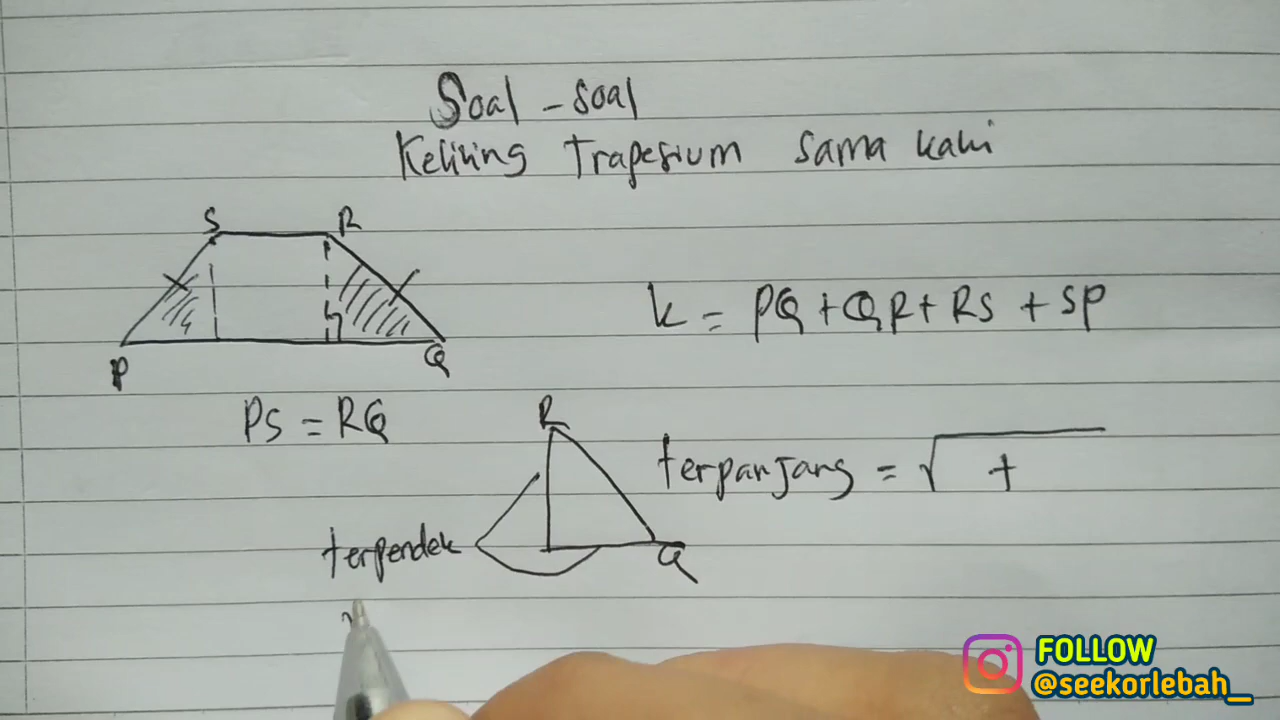 Soal - soal
Keliling Trapesium sama kaki
S R
P Q
K = PQ + QR + RS + SP
PS = RQ
R
terpanjang = √ +
terpendek
Q
FOLLOW
@seekorlebah_